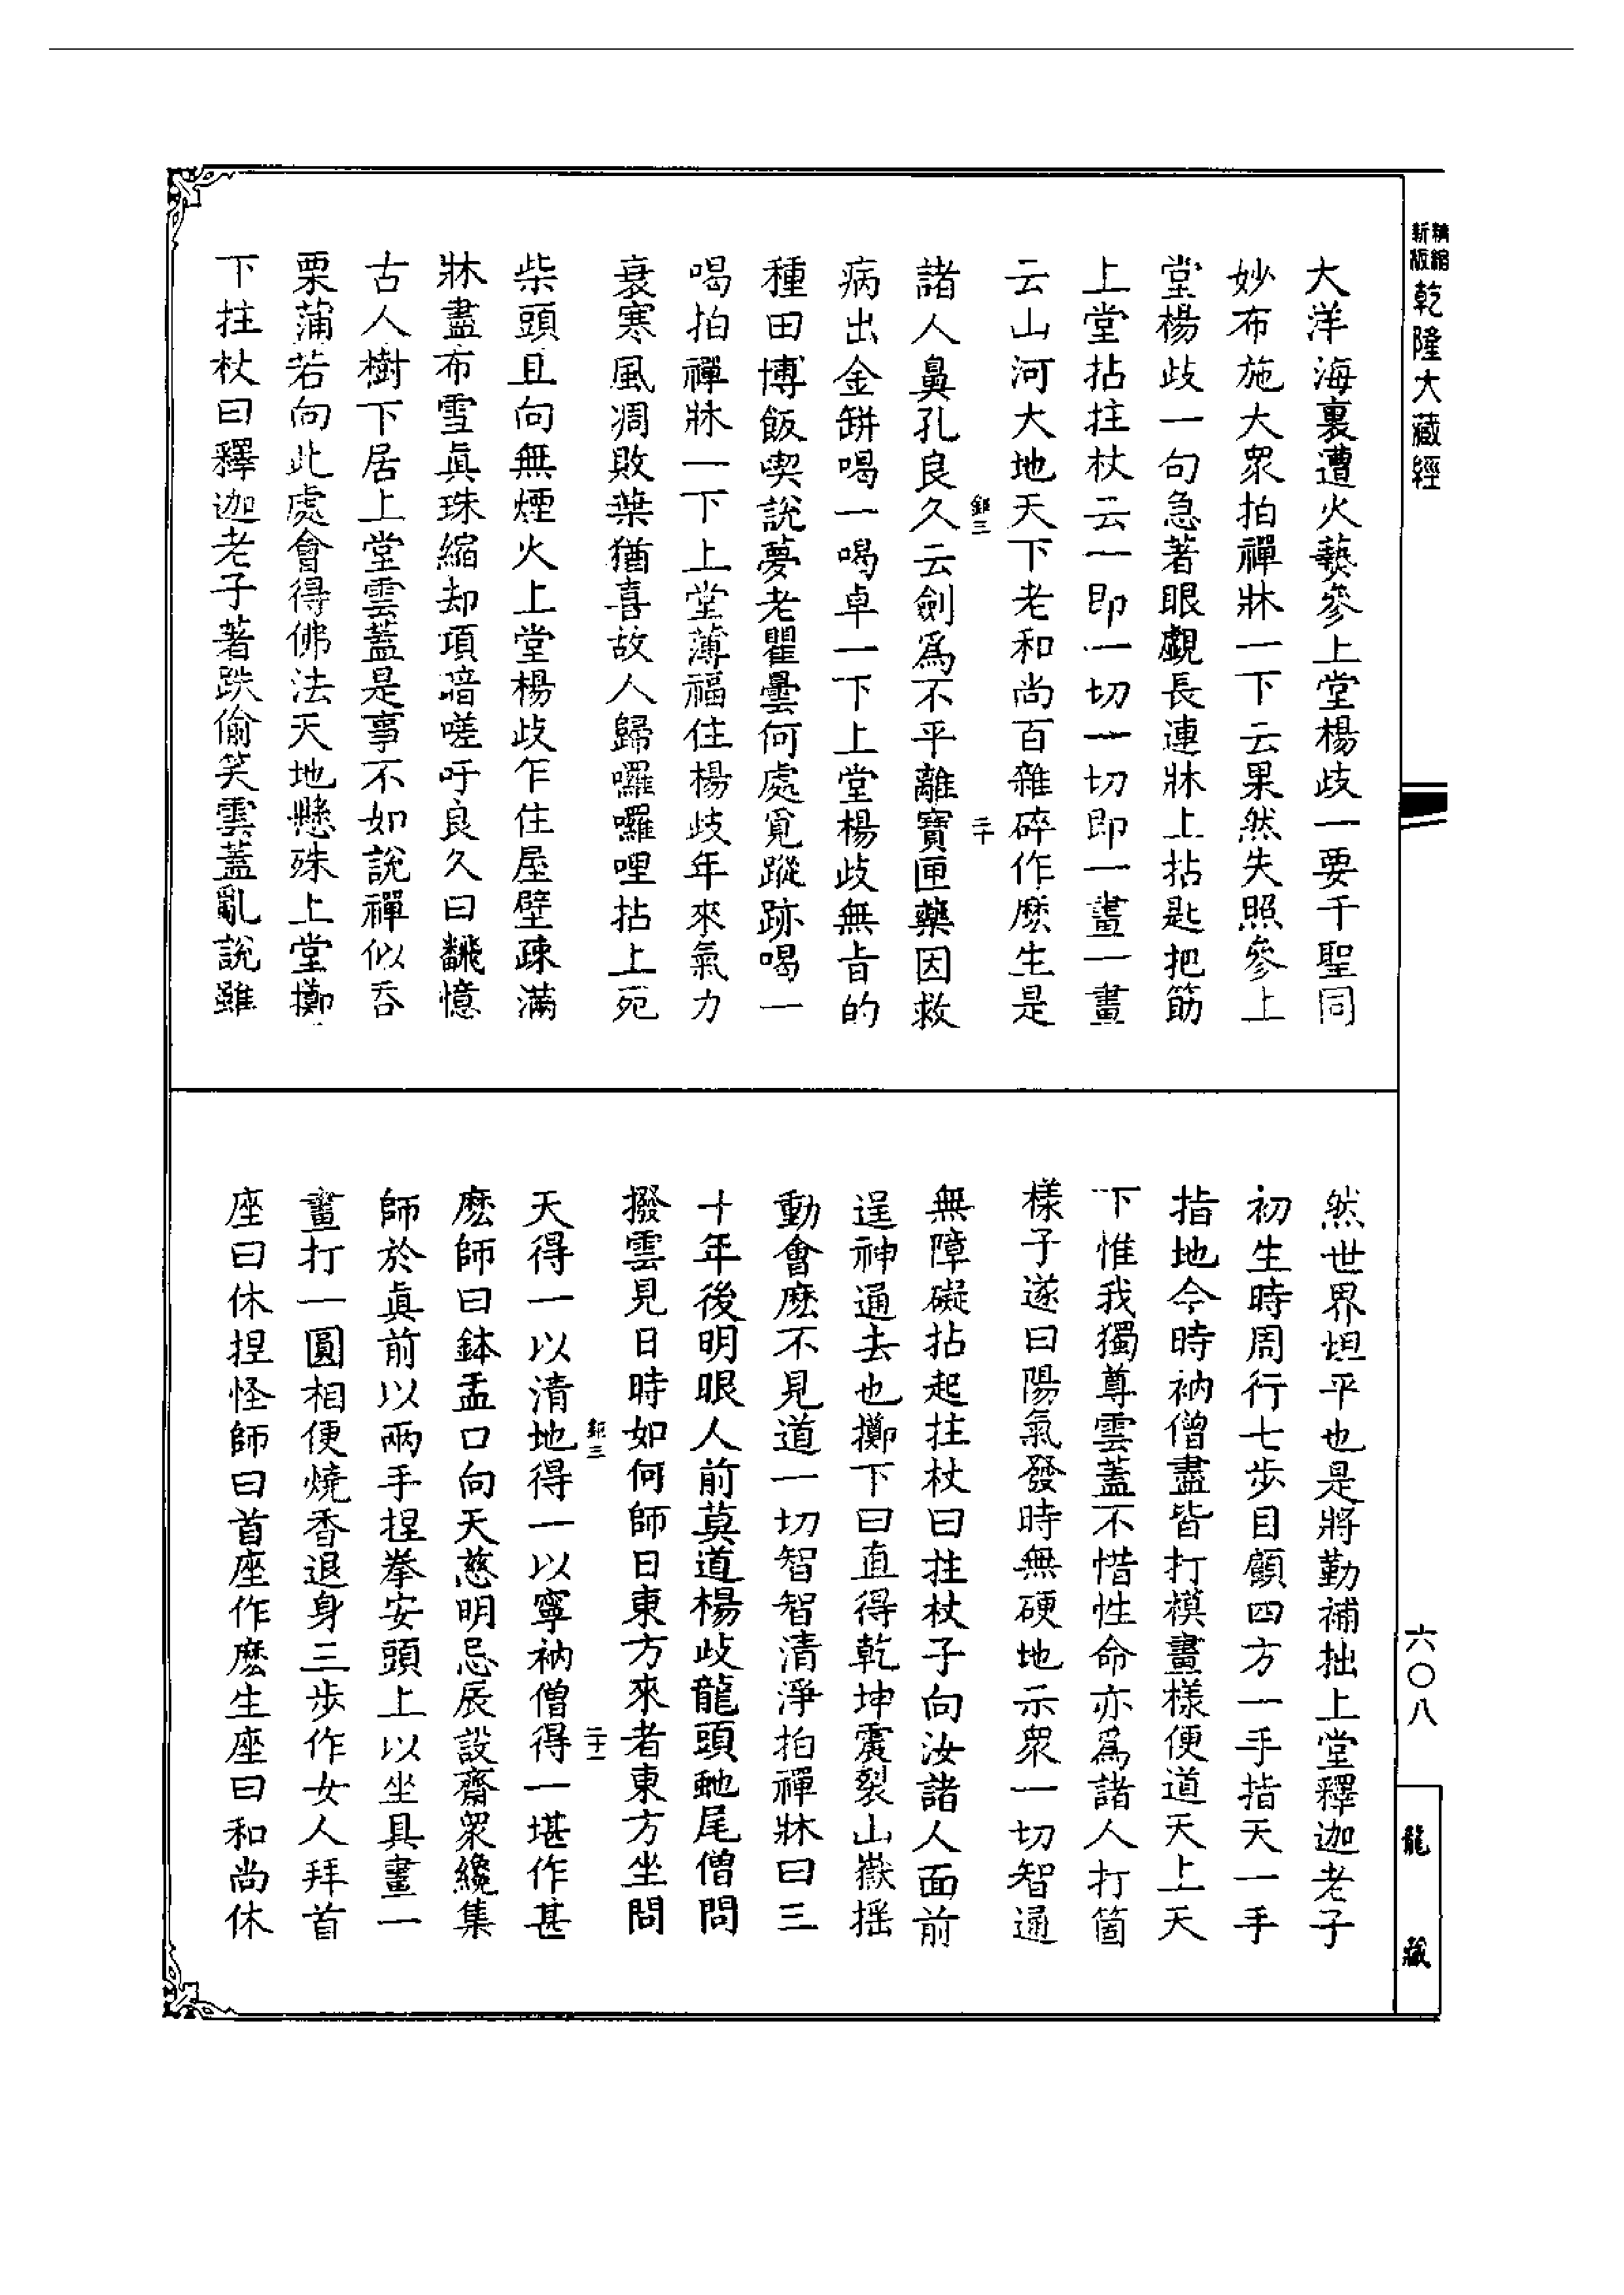 精縮
新版
乾隆大藏經
大洋海裏遭火爇參上堂楊歧一要千聖同
妙布施大衆拍禪牀一下云果然失照參上
堂楊歧一句急著眼覷長連牀上拈匙把筯
上堂拈拄杖云一即一切一切即一畫一畫
云山河大地天下老和尚百雜碎作麽生是
鉅三
二十
諸人鼻孔良久云劍爲不平離寶匣藥因救
病出金缾喝一喝卓一下上堂楊歧無旨的
種田博飯喫說夢老瞿曇何處覓蹤跡喝一
喝拍禪牀一下上堂薄福住楊歧年來氣力
衰寒風凋敗葉猶喜故人歸囉囉哩拈上死
柴頭且向無煙火上堂楊歧乍住屋壁疎滿
牀盡布雪眞珠縮却項暗嗟吁良久曰飜憶
古人樹下居上堂雲蓋是事不如說禪似吞
栗蒲若向此處會得佛法天地懸殊上堂擲
下拄杖曰釋迦老子著跌偷笑雲蓋亂說雖
然世界坦平也是將勤補拙上堂釋迦老子
初生時周行七步目顧四方一手指天一手
指地今時衲僧盡皆打模畫樣便道天上天
下惟我獨尊雲蓋不惜性命亦爲諸人打箇
樣子遂曰陽氣發時無硬地示衆一切智通
無障礙拈起拄杖曰拄杖子向汝諸人面前
逞神通去也擲下曰直得乾坤震裂山嶽搖
動會麽不見道一切智智清淨拍禪牀曰三
十年後明眼人前莫道楊歧龍頭虵尾僧問
撥雲見日時如何師曰東方來者東方坐問
鉅三
二十一
天得一以清地得一以寧衲僧得一堪作甚
麽師曰鉢盂口向天慈明忌辰設齋衆纔集
師於眞前以兩手揑拳安頭上以坐具畫一
畫打一圓相便燒香退身三步作女人拜首
座曰休揑怪師曰首座作麽生座曰和尚休
六〇八
龍藏